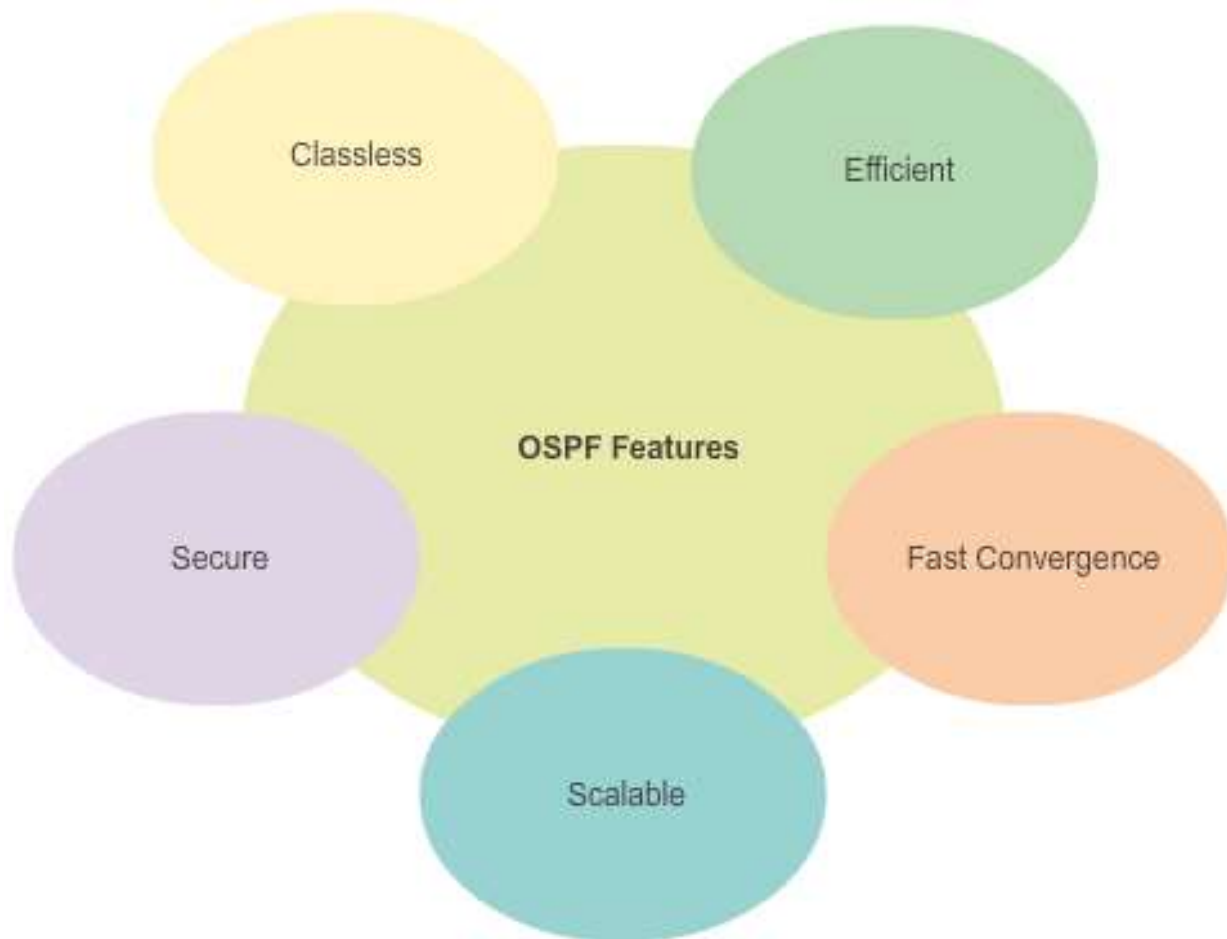 Classless
Efficient
OSPF Features
Secure
Fast Convergence
Scalable